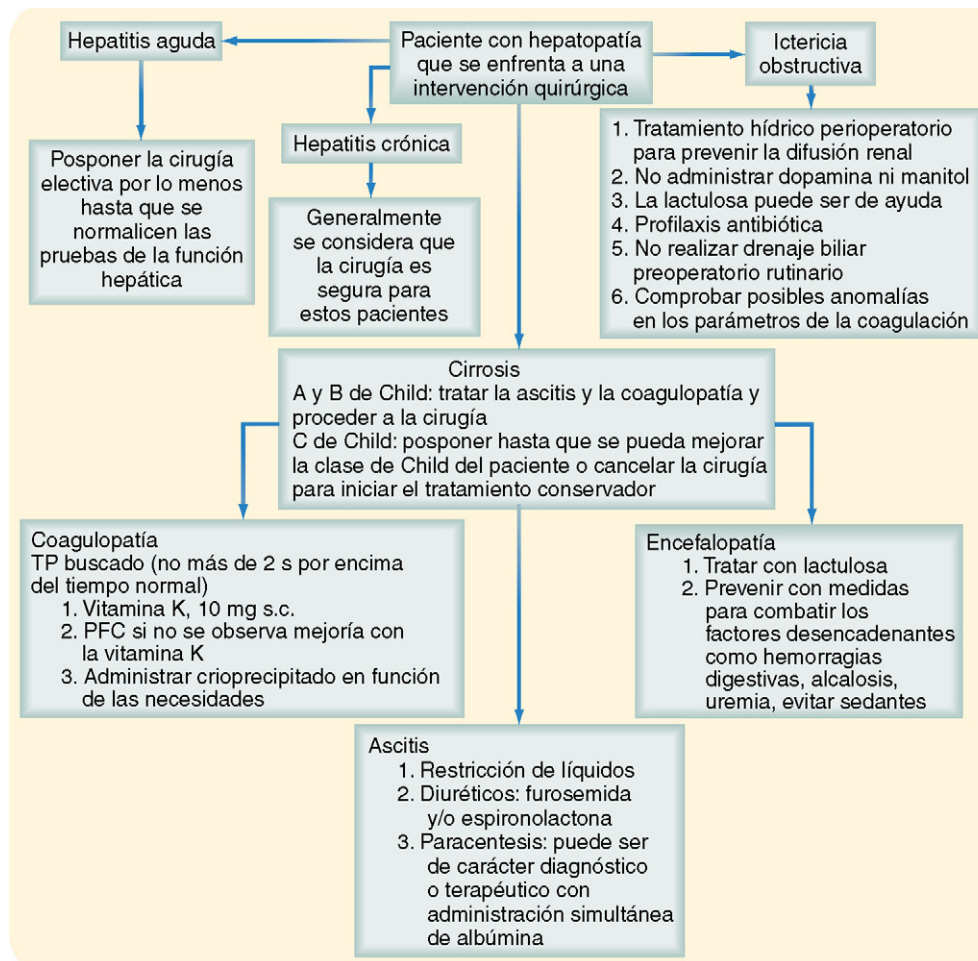 Hepatitis aguda
Paciente con hepatopatía
que se enfrenta a una
intervención quirúrgica
Ictericia
obstructiva
Posponer la cirugía
electiva por lo menos
hasta que se
normalicen las
pruebas de la función
hepática
Hepatitis crónica
Generalmente
se considera que
la cirugía es
segura para
estos pacientes
1. Tratamiento hídrico perioperatorio
para prevenir la difusión renal
2. No administrar dopamina ni manitol
3. La lactulosa puede ser de ayuda
4. Profilaxis antibiótica
5. No realizar drenaje biliar
preoperatorio rutinario
6. Comprobar posibles anomalías
en los parámetros de la coagulación
Cirrosis
A y B de Child: tratar la ascitis y la coagulopatía y
proceder a la cirugía
C de Child: posponer hasta que se pueda mejorar
la clase de Child del paciente o cancelar la cirugía
para iniciar el tratamiento conservador
Coagulopatía
TP buscado (no más de 2 s por encima
del tiempo normal)
1. Vitamina K, 10 mg s.c.
2. PFC si no se observa mejoría con
la vitamina K
3. Administrar crioprecipitado en función
de las necesidades
Encefalopatía
1. Tratar con lactulosa
2. Prevenir con medidas
para combatir los
factores desencadenantes
como hemorragias
digestivas, alcalosis,
uremia, evitar sedantes
Ascitis
1. Restricción de líquidos
2. Diuréticos: furosemida
y/o espironolactona
3. Paracentesis: puede ser
de carácter diagnóstico
o terapéutico con
administración simultánea
de albúmina